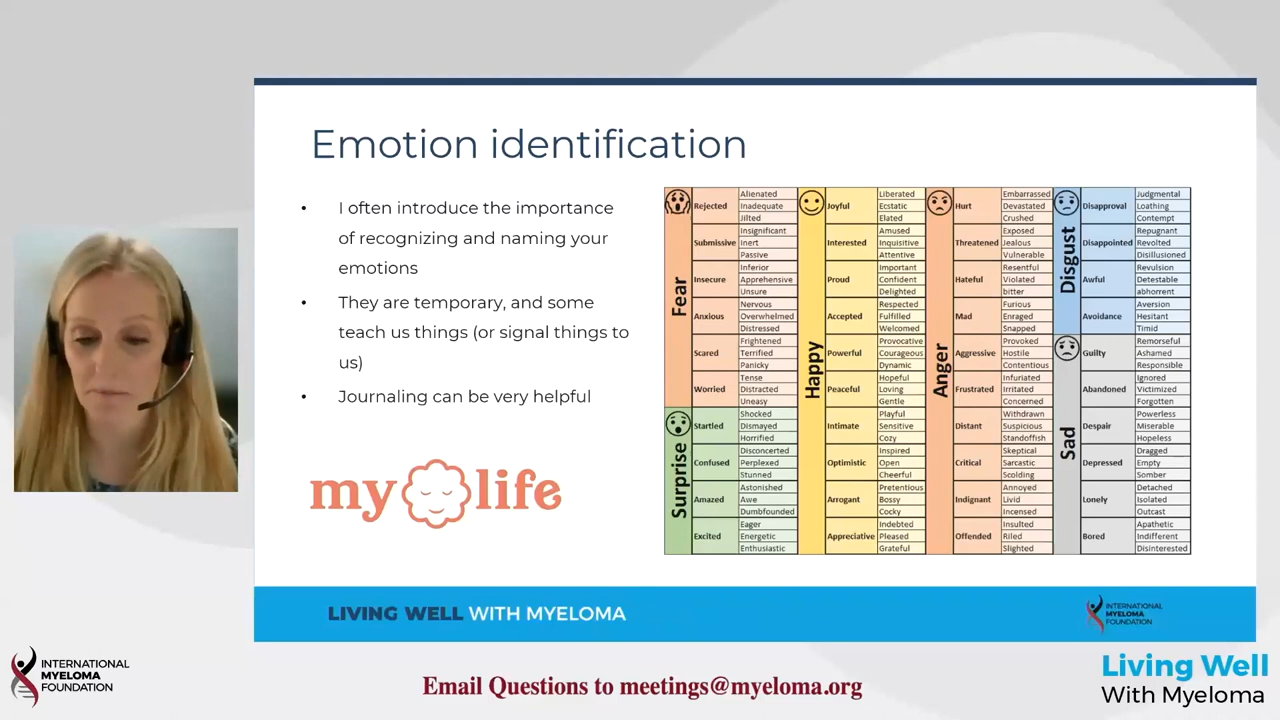 Emotion identification
• I often introduce the importance
of recognizing and naming your
emotions
• They are temporary, and some
teach us things (or signal things to
us)
• Journaling can be very helpful
my life
Fear
Rejected
Alienated
Inadequate
Jilted
Submissive
Insignificant
Inert
Passive
Insecure
Inferior
Apprehensive
Unsure
Anxious
Nervous
Overwhelmed
Distressed
Scared
Frightened
Terrified
Panicky
Worried
Tense
Distracted
Uneasy
Surprise
Startled
Shocked
Dismayed
Horrified
Confused
Disconcerted
Perplexed
Stunned
Amazed
Astonished
Awe
Dumbfounded
Excited
Eager
Energetic
Enthusiastic
Happy
Joyful
Liberated
Ecstatic
Elated
Interested
Amused
Inquisitive
Attentive
Proud
Important
Confident
Delighted
Accepted
Respected
Fulfilled
Welcomed
Powerful
Provocative
Courageous
Dynamic
Peaceful
Hopeful
Loving
Gentle
Intimate
Playful
Sensitive
Cozy
Optimistic
Inspired
Open
Cheerful
Arrogant
Pretentious
Bossy
Cocky
Appreciative
Indebted
Pleased
Grateful
Anger
Hurt
Embarrassed
Devastated
Crushed
Threatened
Exposed
Jealous
Vulnerable
Hateful
Resentful
Violated
bitter
Mad
Furious
Enraged
Snapped
Aggressive
Provoked
Hostile
Contentious
Frustrated
Infuriated
Irritated
Concerned
Distant
Withdrawn
Suspicious
Standoffish
Critical
Skeptical
Sarcastic
Scolding
Indignant
Annoyed
Livid
Incensed
Offended
Insulted
Riled
Slighted
Disgust
Disapproval
Judgmental
Loathing
Contempt
Disappointed
Repugnant
Revolted
Disillusioned
Awful
Revulsion
Detestable
abhorrent
Avoidance
Aversion
Hesitant
Timid
Sad
Guilty
Remorseful
Ashamed
Responsible
Abandoned
Ignored
Victimized
Forgotten
Despair
Powerless
Miserable
Hopeless
Depressed
Dragged
Empty
Somber
Lonely
Detached
Isolated
Outcast
Bored
Apathetic
Indifferent
Disinterested
LIVING WELL WITH MYELOMA
INTERNATIONAL
MYELOMA
FOUNDATION
INTERNATIONAL
MYELOMA
FOUNDATION
Email Questions to meetings@myeloma.org
Living Well
With Myeloma